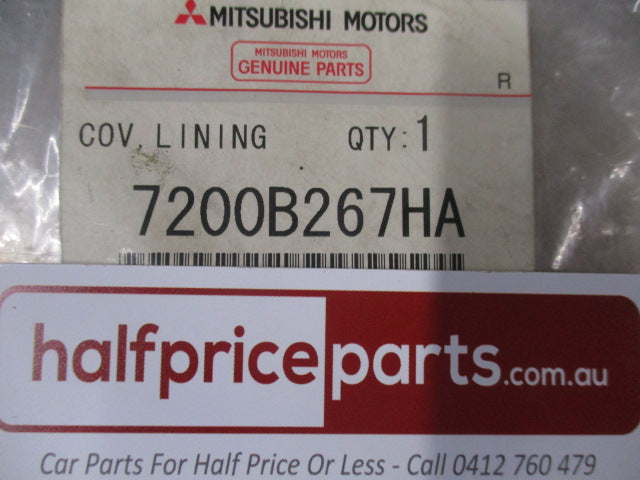 MITSUBISHI MOTORS
MITSUBISHI MOTORS
GENUINE PARTS
R
COV, LINING QTY:1
7200B267HA
halfpriceparts.com.au
Car Parts For Half Price Or Less - Call 0412 760 479